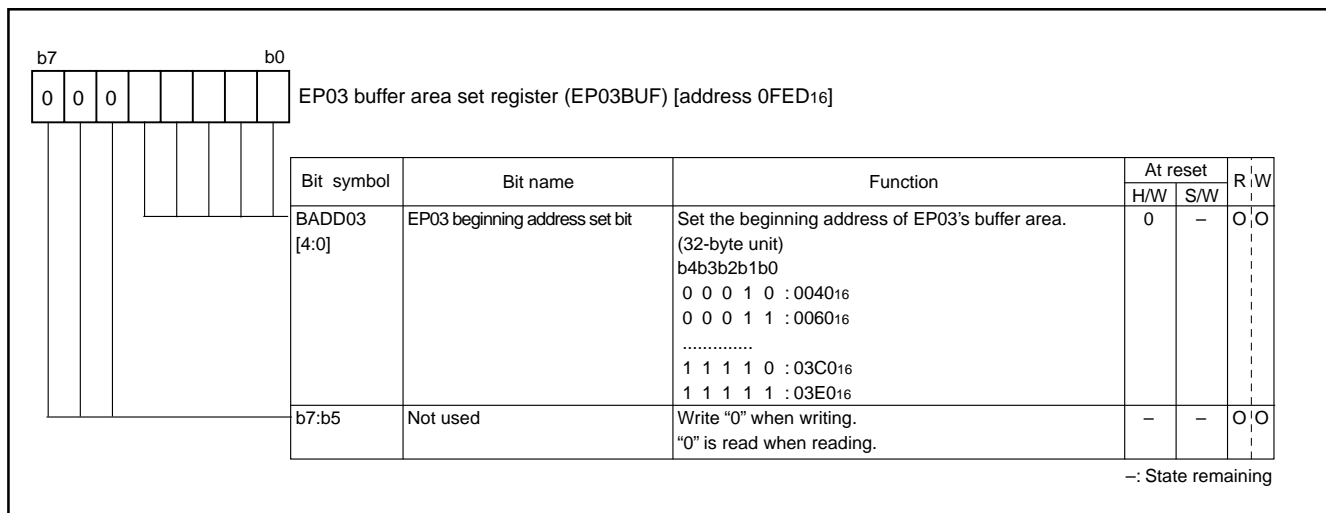 b7 b0
0 0 0 EP03 buffer area set register (EP03BUF) [address 0FED16]
Bit symbol Bit name Function At reset R W
H/W S/W
BADD03 EP03 beginning address set bit Set the beginning address of EP03's buffer area. 0 – O O
[4:0] (32-byte unit)
b4b3b2b1b0
0 0 0 1 0 : 004016
0 0 0 1 1 : 006016
..............
1 1 1 1 0 : 03C016
1 1 1 1 1 : 03E016
b7:b5 Not used Write “0” when writing. – – O O
“0” is read when reading.
–: State remaining